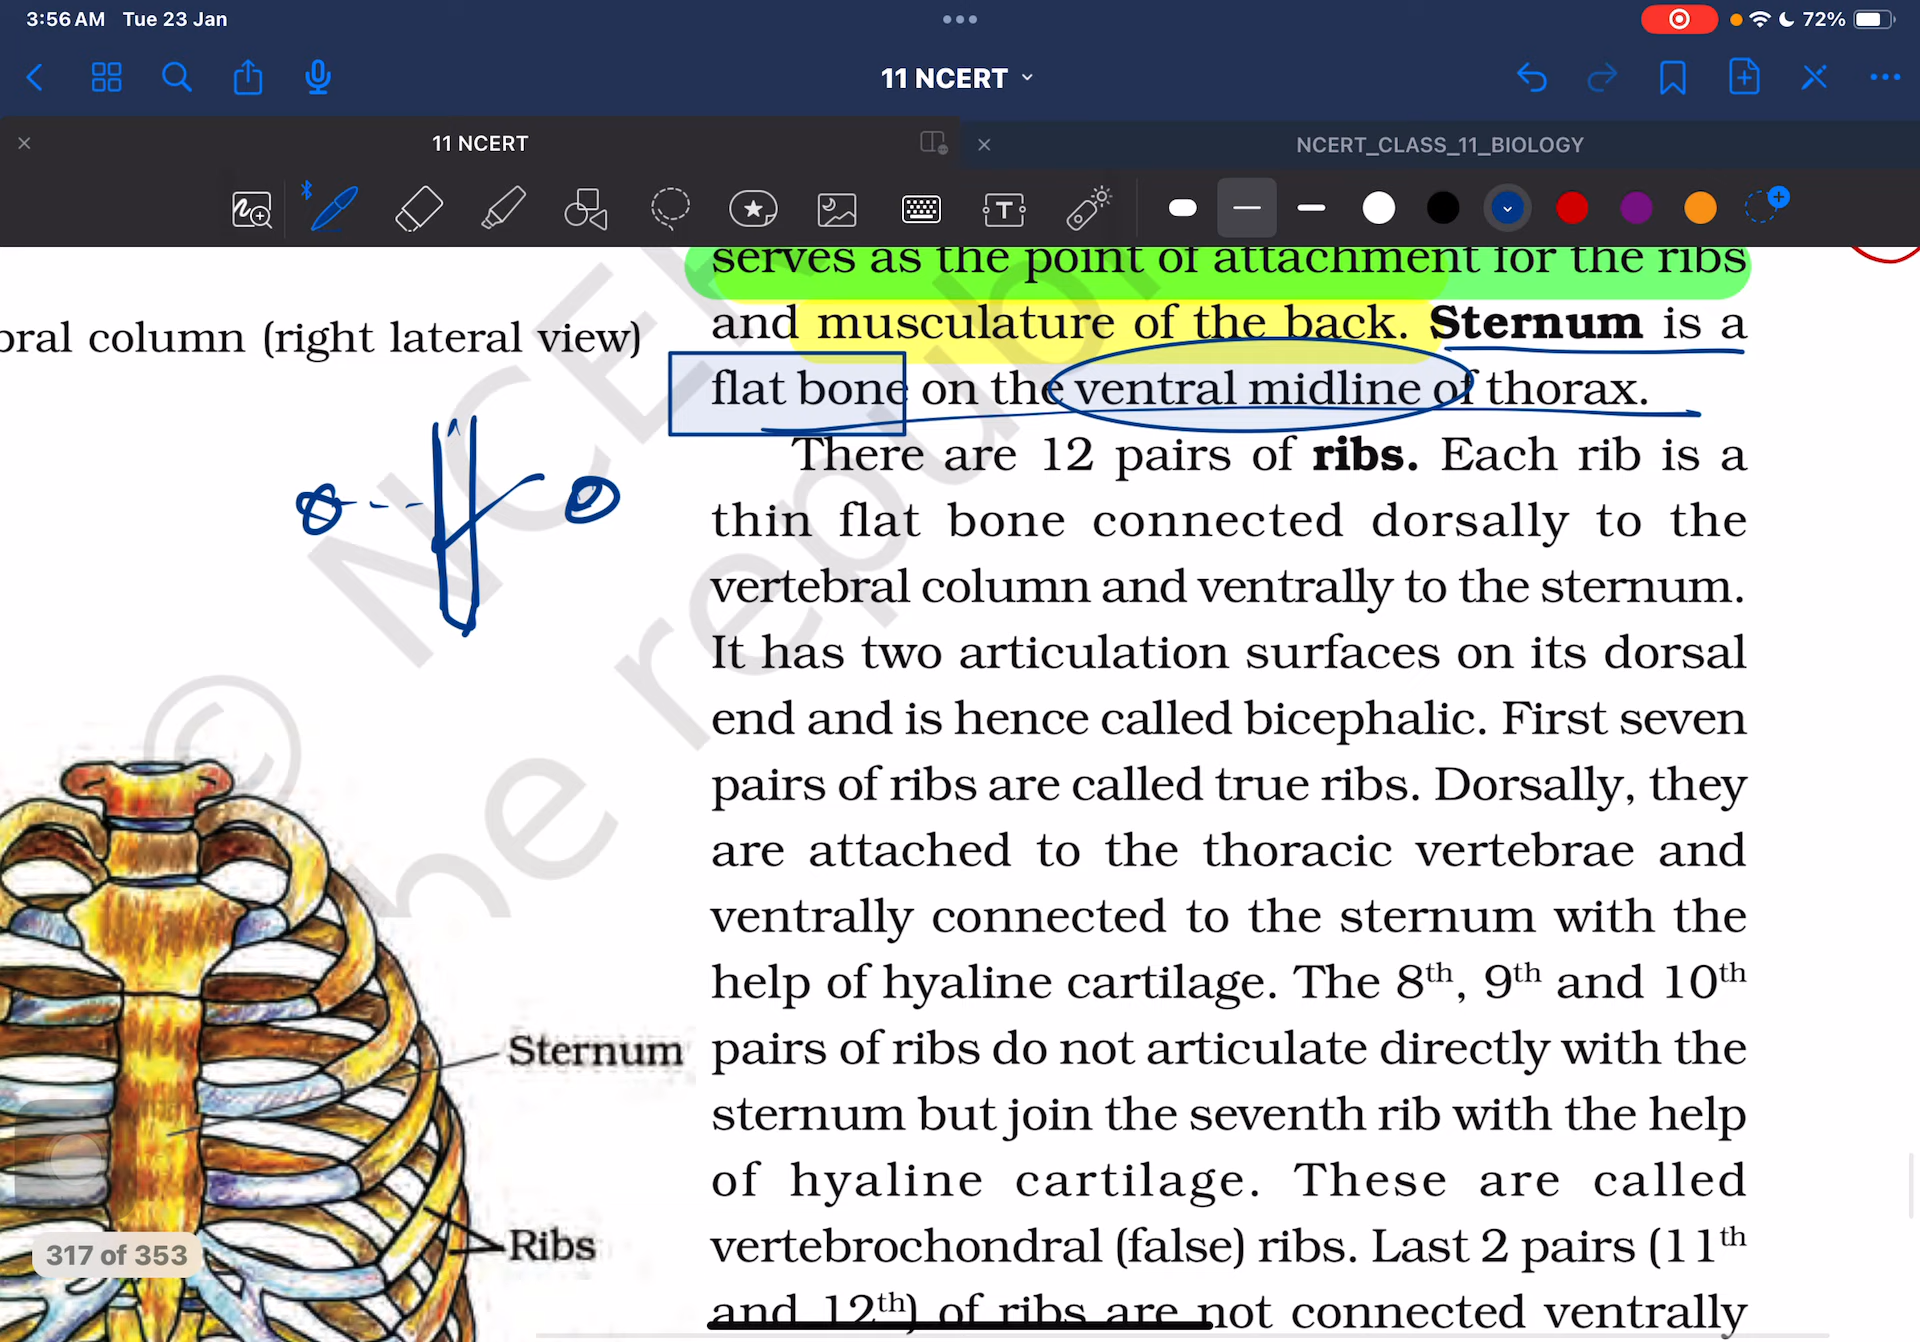 3:56 AM Tue 23 Jan
72%
11 NCERT
11 NCERT
NCERT_CLASS_11_BIOLOGY
serves as the point of attachment for the ribs
and musculature of the back. Sternum is a
flat bone on the ventral midline of thorax.
There are 12 pairs of ribs. Each rib is a
thin flat bone connected dorsally to the
vertebral column and ventrally to the sternum.
It has two articulation surfaces on its dorsal
end and is hence called bicephalic. First seven
pairs of ribs are called true ribs. Dorsally, they
are attached to the thoracic vertebrae and
ventrally connected to the sternum with the
help of hyaline cartilage. The 8th, 9th and 10th
pairs of ribs do not articulate directly with the
sternum but join the seventh rib with the help
of hyaline cartilage. These are called
vertebrochondral (false) ribs. Last 2 pairs (11th
and 12th) of ribs are not connected ventrally
column (right lateral view)
Sternum
Ribs
317 of 353
© NCER
he republ